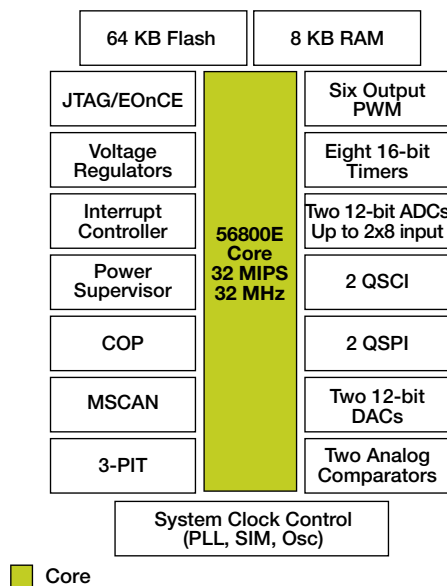 64 KB Flash
8 KB RAM
JTAG/EOnCE
Voltage
Regulators
Interrupt
Controller
Power
Supervisor
COP
MSCAN
3-PIT
56800E
Core
32 MIPS
32 MHz
Six Output
PWM
Eight 16-bit
Timers
Two 12-bit ADCs
Up to 2x8 input
2 QSCI
2 QSPI
Two 12-bit
DACs
Two Analog
Comparators
System Clock Control
(PLL, SIM, Osc)
Core